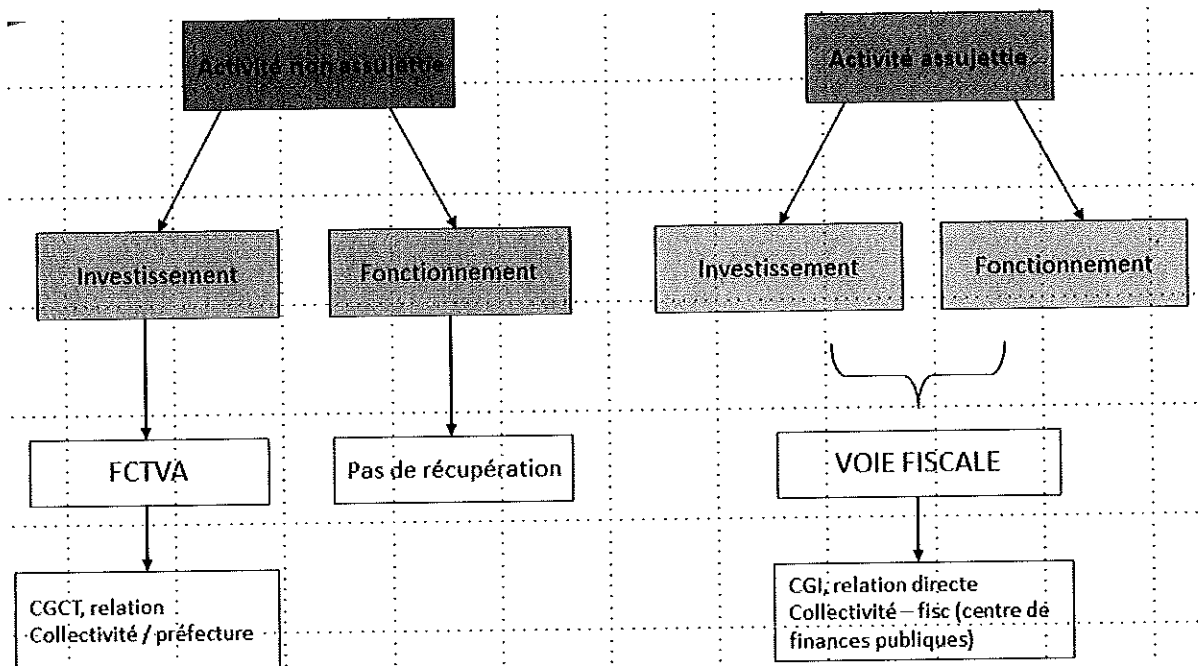 Activité non assujettie
Activité assujettie
Investissement
Fonctionnement
Investissement
Fonctionnement
FCTVA
Pas de récupération
VOIE FISCALE
CGCT, relation
Collectivité / préfecture
CGI, relation directe
Collectivité – fisc (centre de
finances publiques)